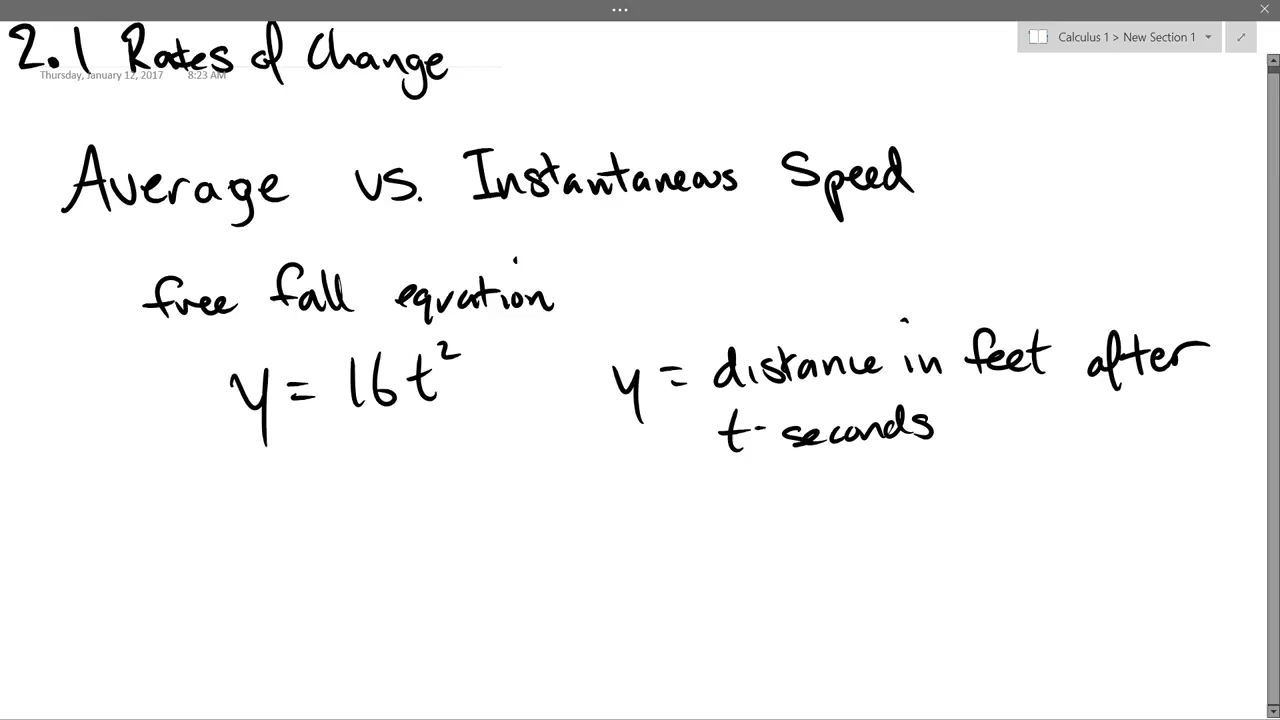 ...
Calculus 1 > New Section 1
2.1 Rates of Change
Thursday, January 12, 2017 8:23 AM
Average vs. Instantaneous Speed
free fall equation
y = 16t²
y = distance in feet after
t- seconds